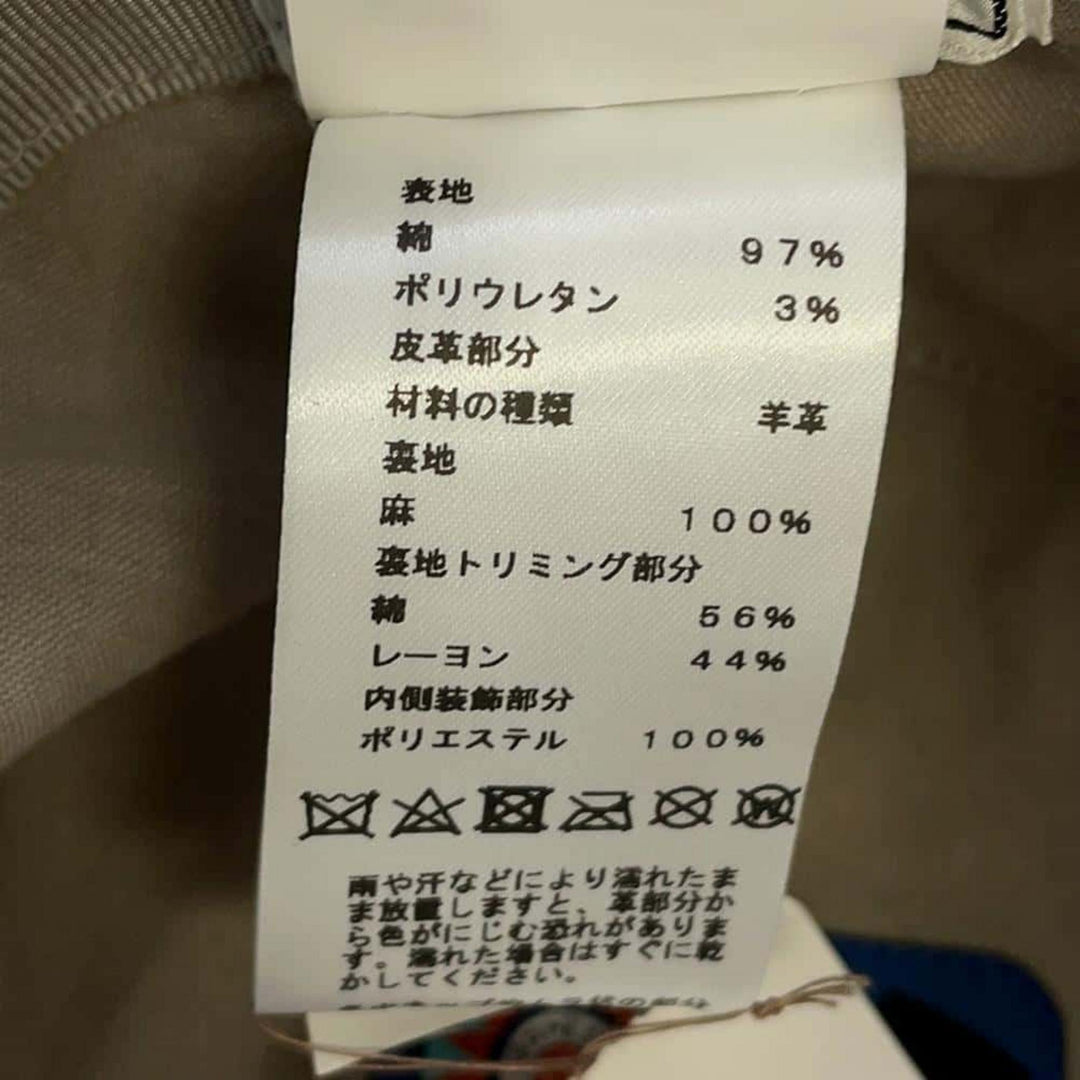 表地
綿 97%
ポリウレタン 3%
皮革部分
材料の種類 羊革
裏地
麻 100%
裏地トリミング部分
綿 56%
レーヨン 44%
内側装飾部分
ポリエステル 100%
雨や汗などにより濡れたま
ま放置しますと、革部分か
ら色がにじむ恐れがありま
す。濡れた場合はすぐに乾
かしてください。